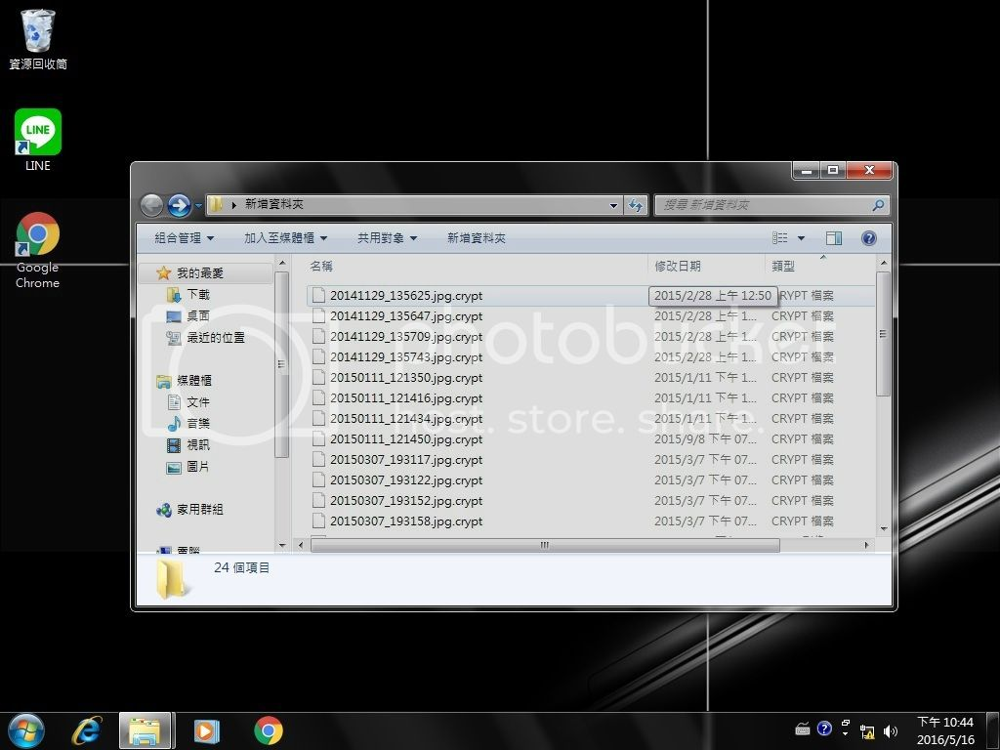 資源回收筒
LINE
LINE
Google
Chrome
新增資料夾
搜尋 新增資料夾
組合管理
加入至媒體櫃
共用對象
新增資料夾
我的最愛
下載
桌面
最近的位置
媒體櫃
文件
音樂
視訊
圖片
家用群組
電腦
名稱 修改日期 類型
20141129_135625.jpg.crypt 2015/2/28 上午 12:50 CRYPT 檔案
20141129_135647.jpg.crypt 2015/2/28 上午 1... CRYPT 檔案
20141129_135709.jpg.crypt 2015/2/28 上午 1... CRYPT 檔案
20141129_135743.jpg.crypt 2015/2/28 上午 1... CRYPT 檔案
20150111_121350.jpg.crypt 2015/1/11 下午 1... CRYPT 檔案
20150111_121416.jpg.crypt 2015/1/11 下午 1... CRYPT 檔案
20150111_121434.jpg.crypt 2015/1/11 下午 1... CRYPT 檔案
20150111_121450.jpg.crypt 2015/9/8 下午 07... CRYPT 檔案
20150307_193117.jpg.crypt 2015/3/7 下午 07... CRYPT 檔案
20150307_193122.jpg.crypt 2015/3/7 下午 07... CRYPT 檔案
20150307_193152.jpg.crypt 2015/3/7 下午 07... CRYPT 檔案
20150307_193158.jpg.crypt 2015/3/7 下午 07... CRYPT 檔案
photobucket
host. store. share.
24 個項目
下午 10:44
2016/5/16